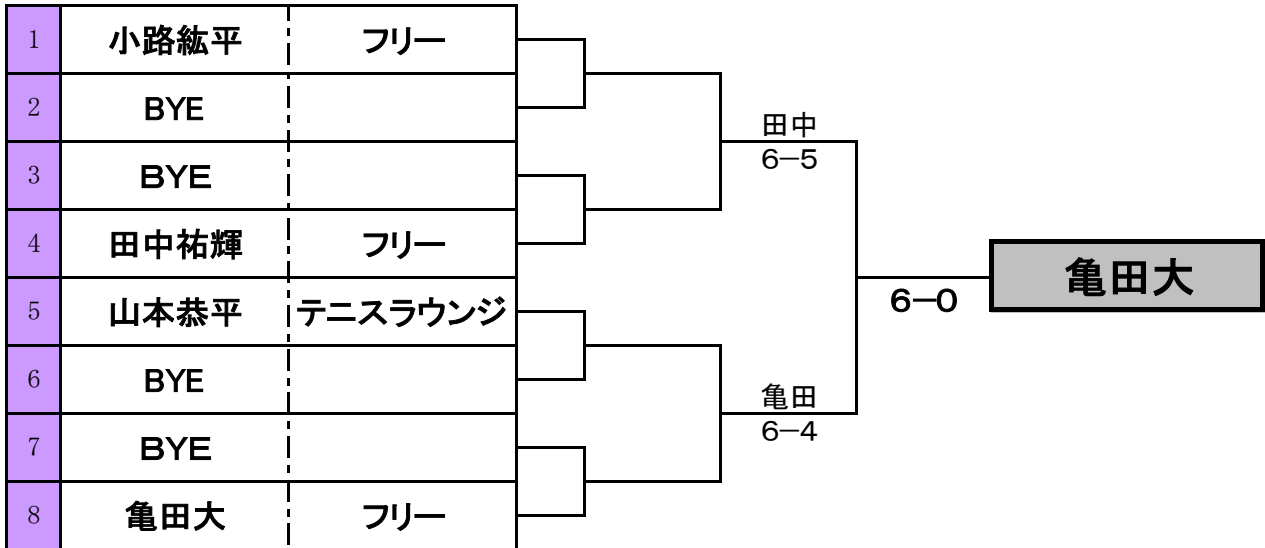 1 小路紘平 フリー
2 BYE
3 BYE
4 田中祐輝 フリー
5 山本恭平 テニスラウンジ
6 BYE
7 BYE
8 亀田大 フリー
田中
6-5
亀田
6-4
6-0
亀田大